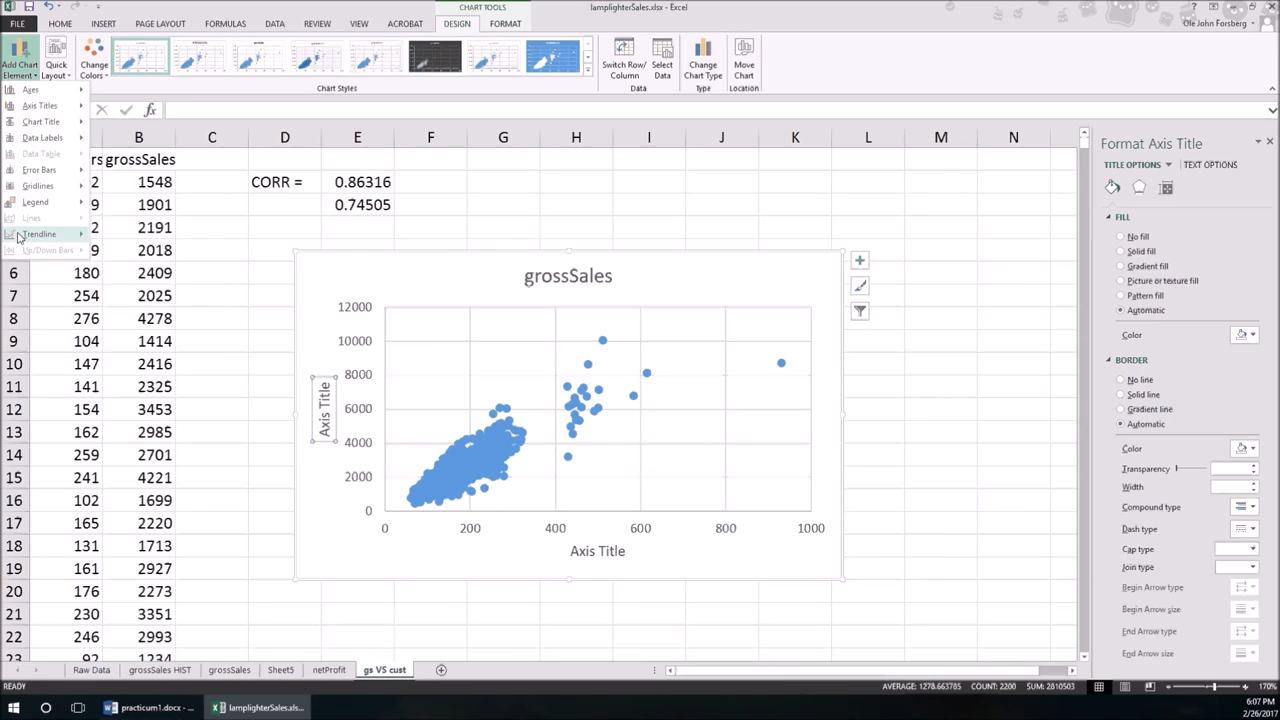 CHART TOOLS
lamplighterSales.xlsx - Excel
FILE HOME INSERT PAGE LAYOUT FORMULAS DATA REVIEW VIEW ACROBAT DESIGN FORMAT
Ole John Forsberg
Add Chart Element
Quick Layout
Change Colors
Switch Row/Column
Select Data
Change Chart Type
Move Chart
Chart Styles
Data
Type
Location
Axes
Axis Titles
Chart Title
Data Labels
Data Table
Error Bars
Gridlines
Legend
Lines
Trendline
Up/Down Bars
fx
B C D E F G H I J K L M N
rs grossSales
2 1548 CORR = 0.86316
9 1901 0.74505
2 2191
9 2018
6 180 2409
7 254 2025
8 276 4278
9 104 1414
10 147 2416
11 141 2325
12 154 3453
13 162 2985
14 259 2701
15 241 4221
16 102 1699
17 165 2220
18 131 1713
19 161 2927
20 176 2273
21 230 3351
22 246 2993
23 92 1234
grossSales
12000
10000
8000
6000
4000
2000
0
Axis Title
0 200 400 600 800 1000
Axis Title
Format Axis Title
TITLE OPTIONS TEXT OPTIONS
FILL
No fill
Solid fill
Gradient fill
Picture or texture fill
Pattern fill
Automatic
Color
BORDER
No line
Solid line
Gradient line
Automatic
Color
Transparency
Width
Compound type
Dash type
Cap type
Join type
Begin Arrow type
Begin Arrow size
End Arrow type
End Arrow size
Raw Data grossSales HIST grossSales Sheet5 netProfit gs VS cust
READY AVERAGE: 1278.663785 COUNT: 2200 SUM: 2810503 170%
practicum1.docx - ... lamplighterSales.xls...
6:07 PM
2/26/2017